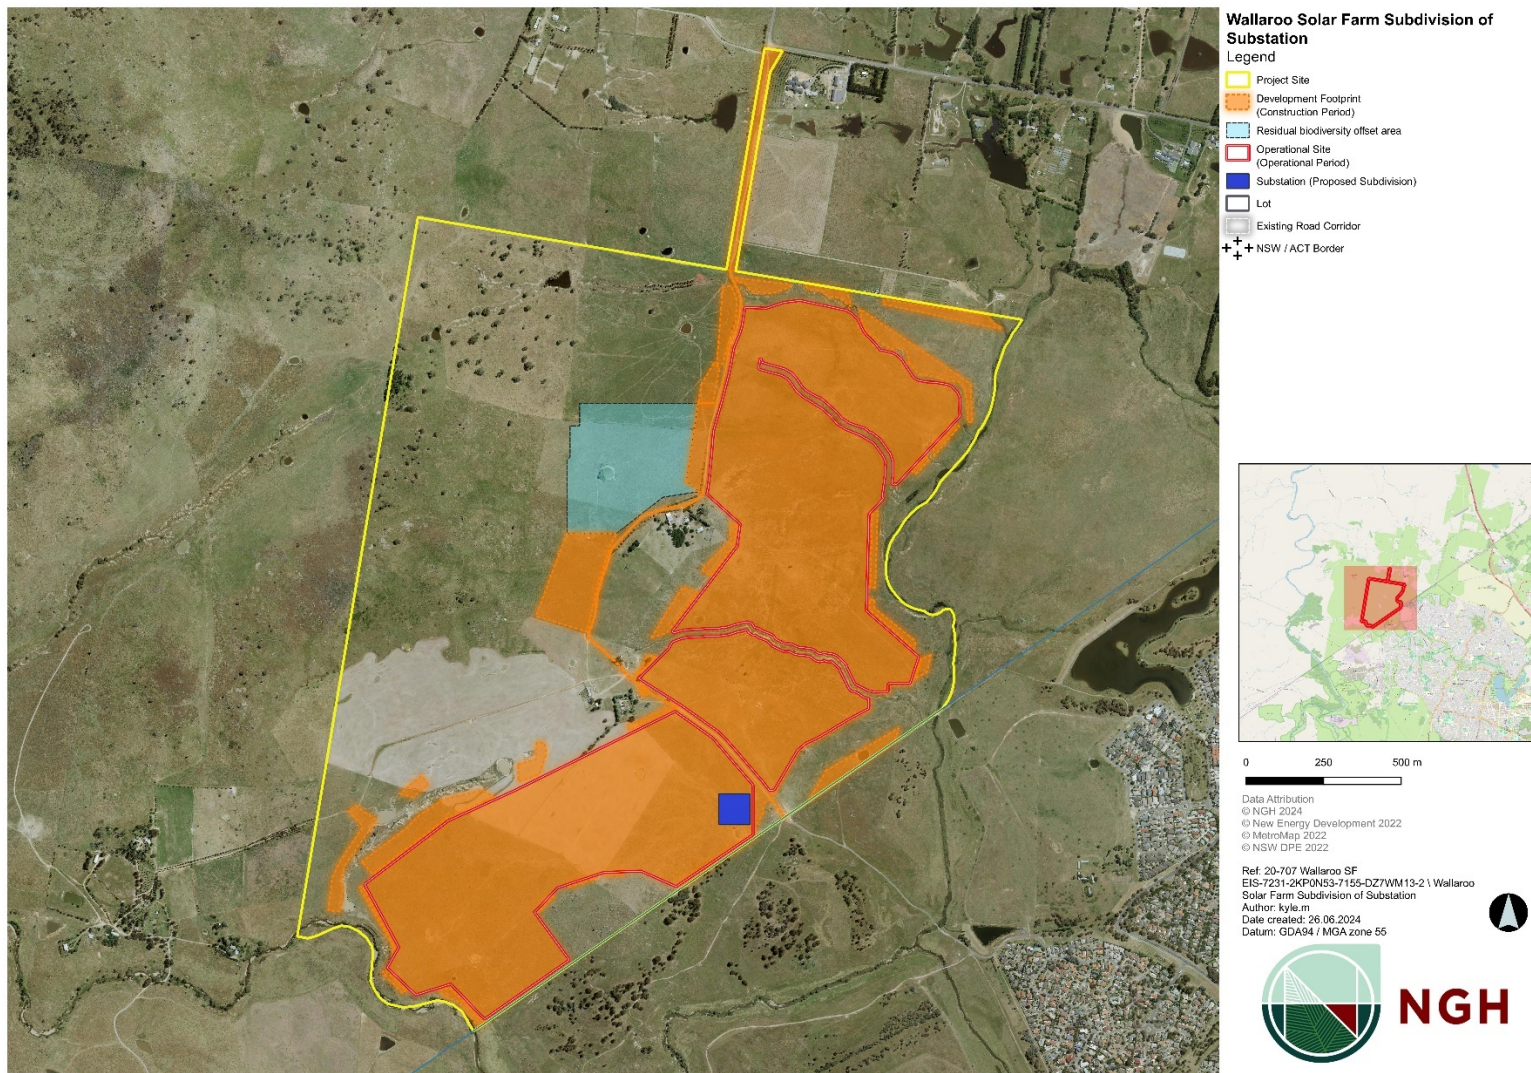 Wallaroo Solar Farm Subdivision of
Substation
Legend
Project Site
Development Footprint
(Construction Period)
Residual biodiversity offset area
Operational Site
(Operational Period)
Substation (Proposed Subdivision)
Lot
Existing Road Corridor
NSW / ACT Border
0 250 500 m
Data Attribution
© NGH 2024
© New Energy Development 2022
© MetroMap 2022
© NSW DPE 2022
Ref: 20-707 Wallaroo SF
EIS-7231-2KP0N53-7155-DZ7WM13-2 \ Wallaroo
Solar Farm Subdivision of Substation
Author: kyle.m
Date created: 26.06.2024
Datum: GDA94 / MGA zone 55
NGH